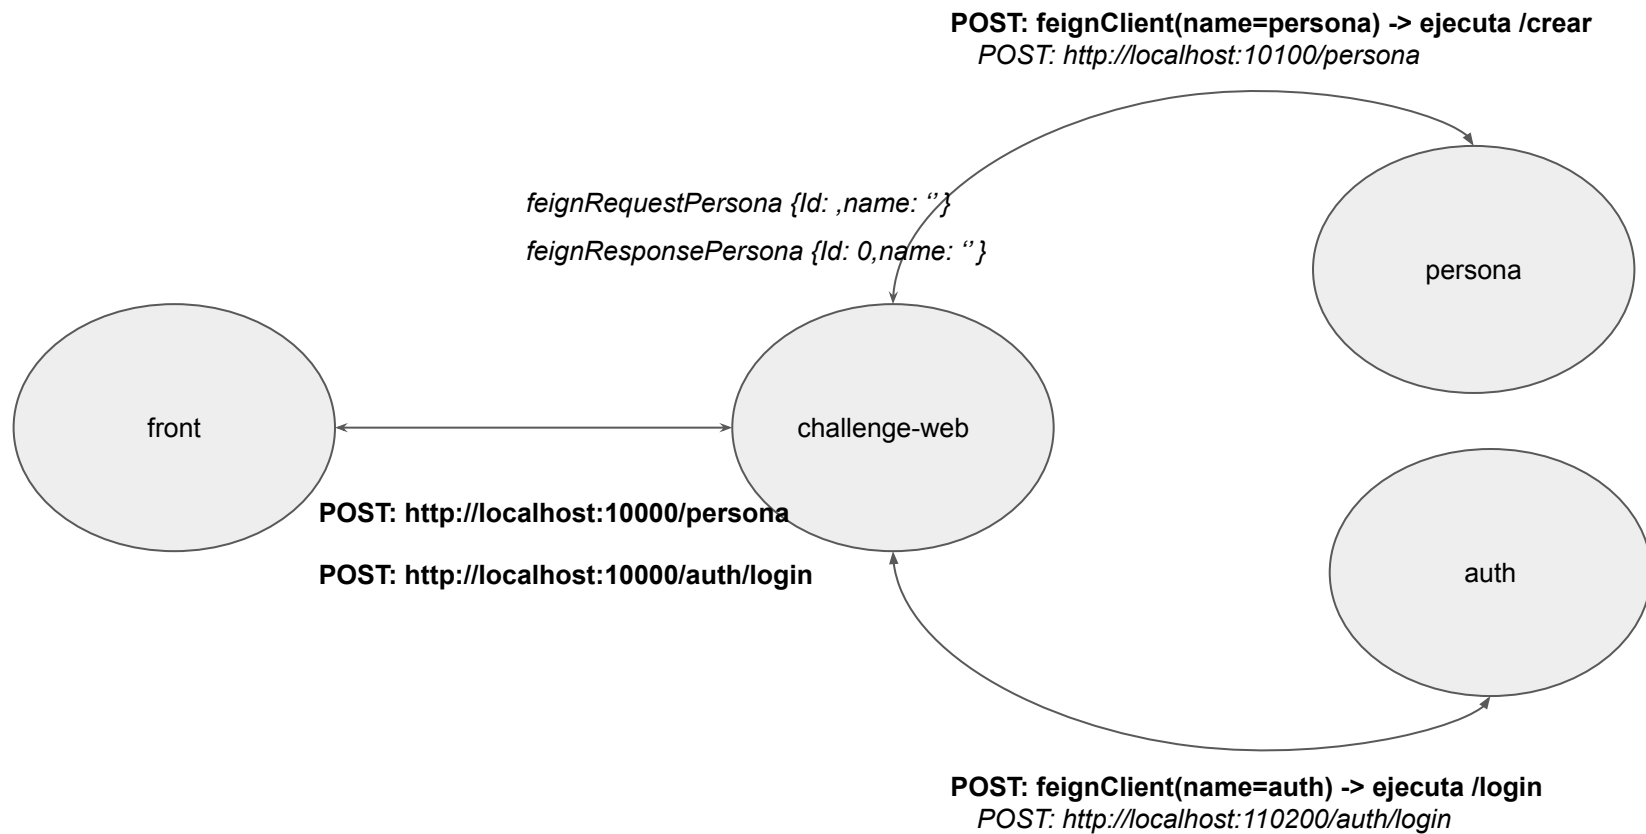 POST: feignClient(name=persona) -> ejecuta /crear
POST: http://localhost:10100/persona
feignRequestPersona {Id: ,name: ‘’ }
feignResponsePersona {Id: 0,name: ‘’ }
persona
front
challenge-web
POST: http://localhost:10000/persona
POST: http://localhost:10000/auth/login
auth
POST: feignClient(name=auth) -> ejecuta /login
POST: http://localhost:110200/auth/login